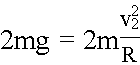 2mg = 2m v₂²/R